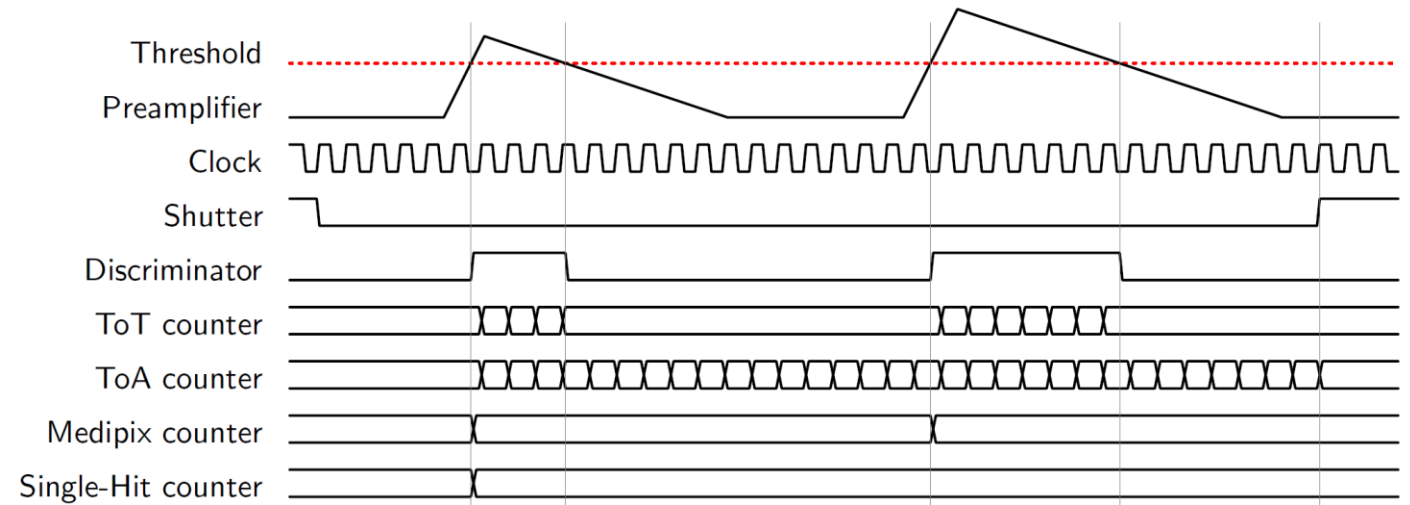 Threshold
Preamplifier
Clock
Shutter
Discriminator
ToT counter
ToA counter
Medipix counter
Single-Hit counter